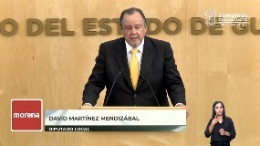 O DEL ESTADO DE GU
morena
DAVID MARTÍNEZ MENDIZÁBAL
DIPUTADO LOCAL